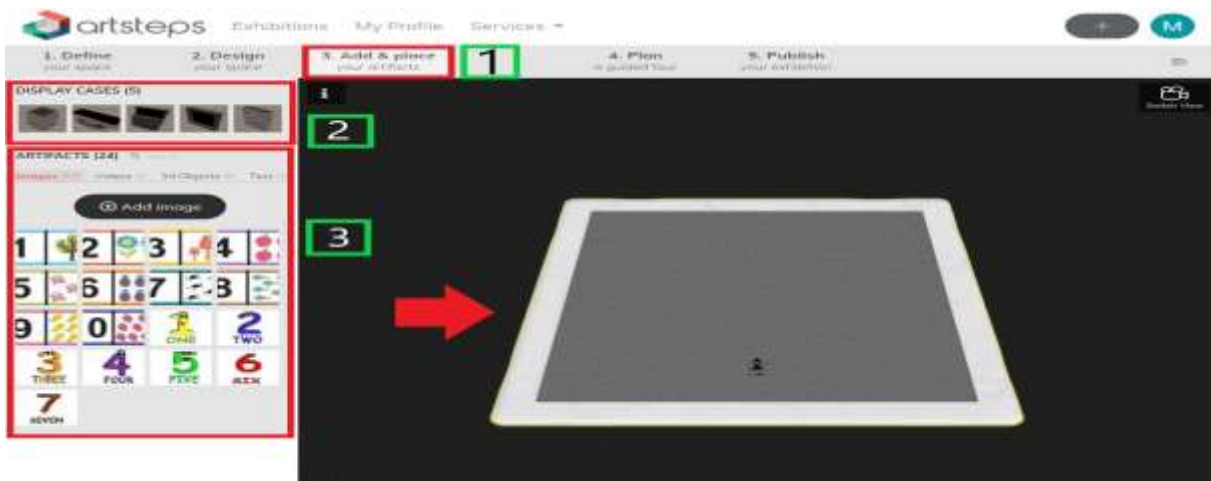 artsteps Exhibitions My Profile Services
+ M
1. Define 2. Design 3. Add & place 4. Plan 5. Publish
your space your space your artifacts a guided tour your exhibition
1
DISPLAY CASES (5)
i
2
ARTIFACTS (24)
Images Videos 3d Objects Text
Add image
3
1 2 3 4
5 6 7 8
9 0 1 2
ONE TWO
3 4 5 6
THREE FOUR FIVE SIX
7
SEVEN